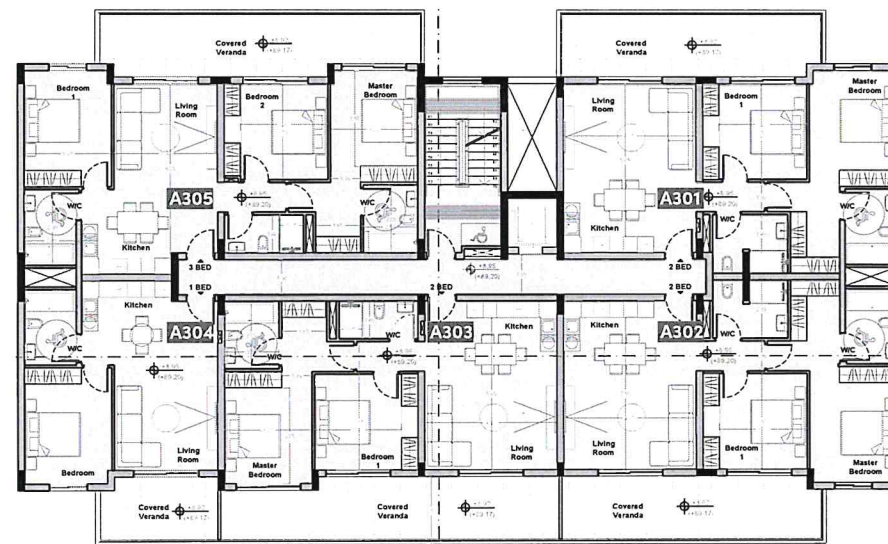 Covered
Veranda
Covered
Veranda
Bedroom
1
Living
Room
Bedroom
2
Master
Bedroom
Living
Room
Bedroom
1
Master
Bedroom
A305
A301
W/C
W/C
W/C
W/C
Kitchen
Kitchen
3 BED
2 BED
1 BED
2 BED
2 BED
Kitchen
Kitchen
Kitchen
A304
A303
A302
W/C
W/C
W/C
W/C
W/C
Bedroom
Living
Room
Master
Bedroom
Bedroom
1
Living
Room
Living
Room
Bedroom
1
Master
Bedroom
Covered
Veranda
Covered
Veranda
Covered
Veranda